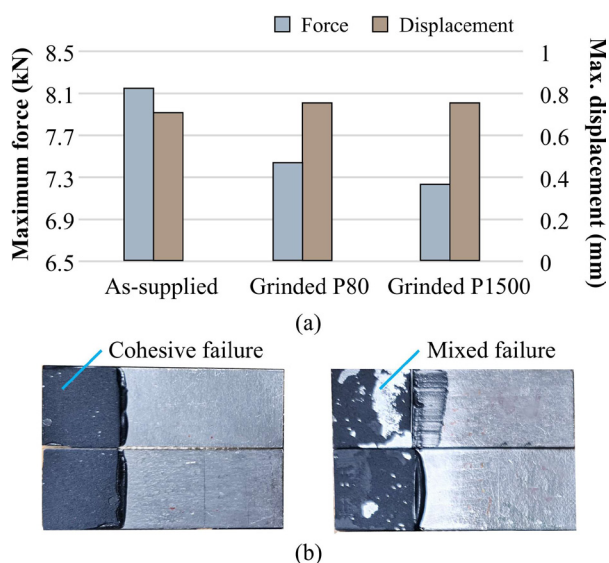 Force Displacement
Maximum force (kN)
8.5
8.1
7.7
7.3
6.9
6.5
Max. displacement (mm)
1
0.8
0.6
0.4
0.2
0
As-supplied Grinded P80 Grinded P1500
(a)
Cohesive failure Mixed failure
(b)